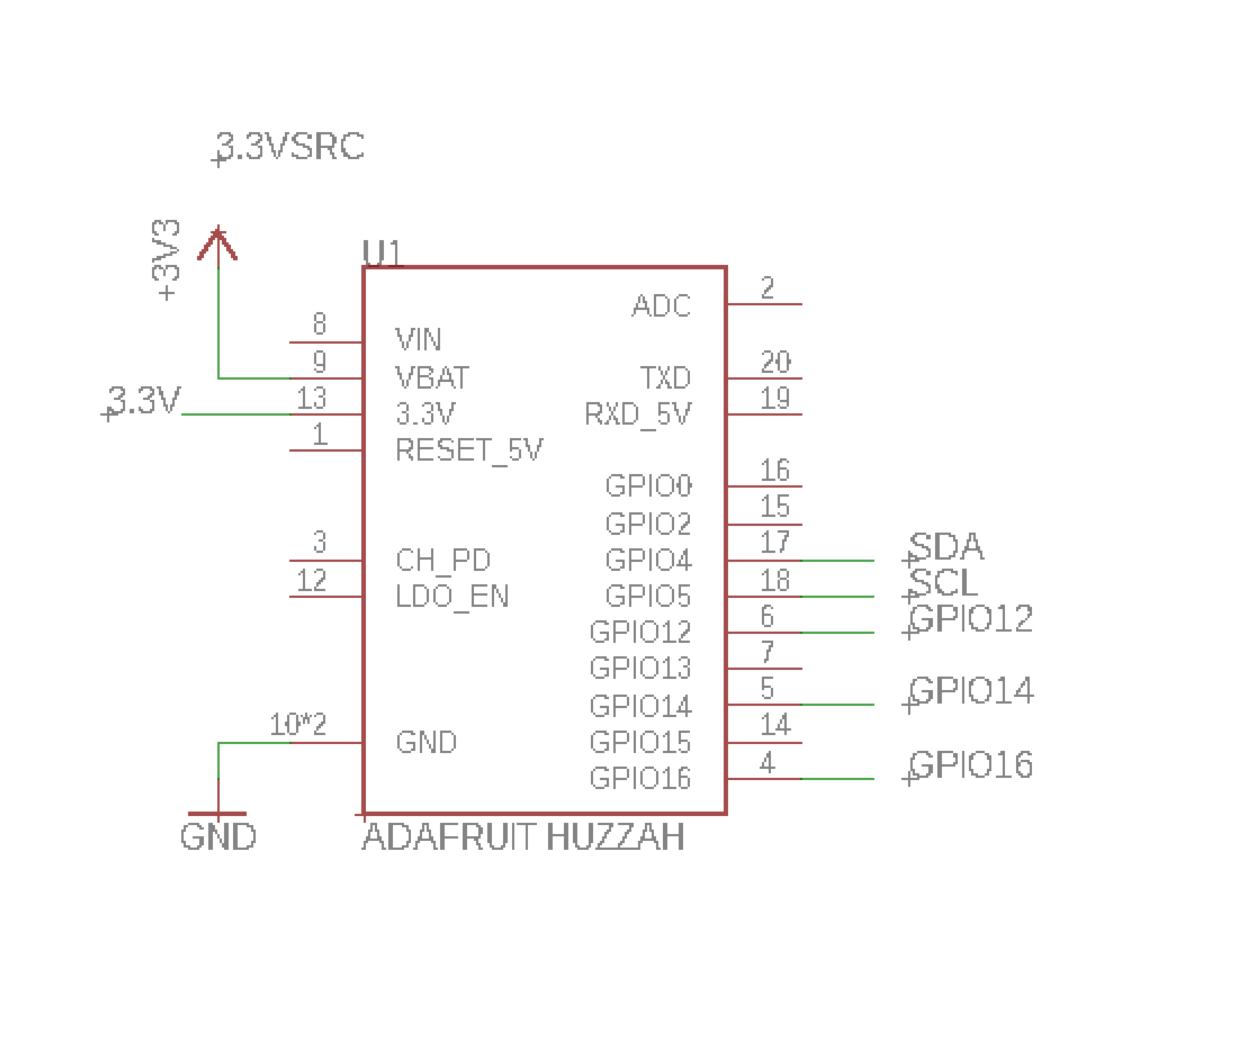 3.3VSRC
+3V3
U1
ADC 2
8 VIN
9 VBAT
TXD 20
3.3V 13 3.3V
RXD_5V 19
1 RESET_5V
GPIO0 16
GPIO2 15
3 CH_PD
GPIO4 17 SDA
12 LDO_EN
GPIO5 18 SCL
GPIO12 6 GPIO12
GPIO13 7
GPIO14 5 GPIO14
10*2 GND
GPIO15 14
GPIO16 4 GPIO16
GND
ADAFRUIT HUZZAH